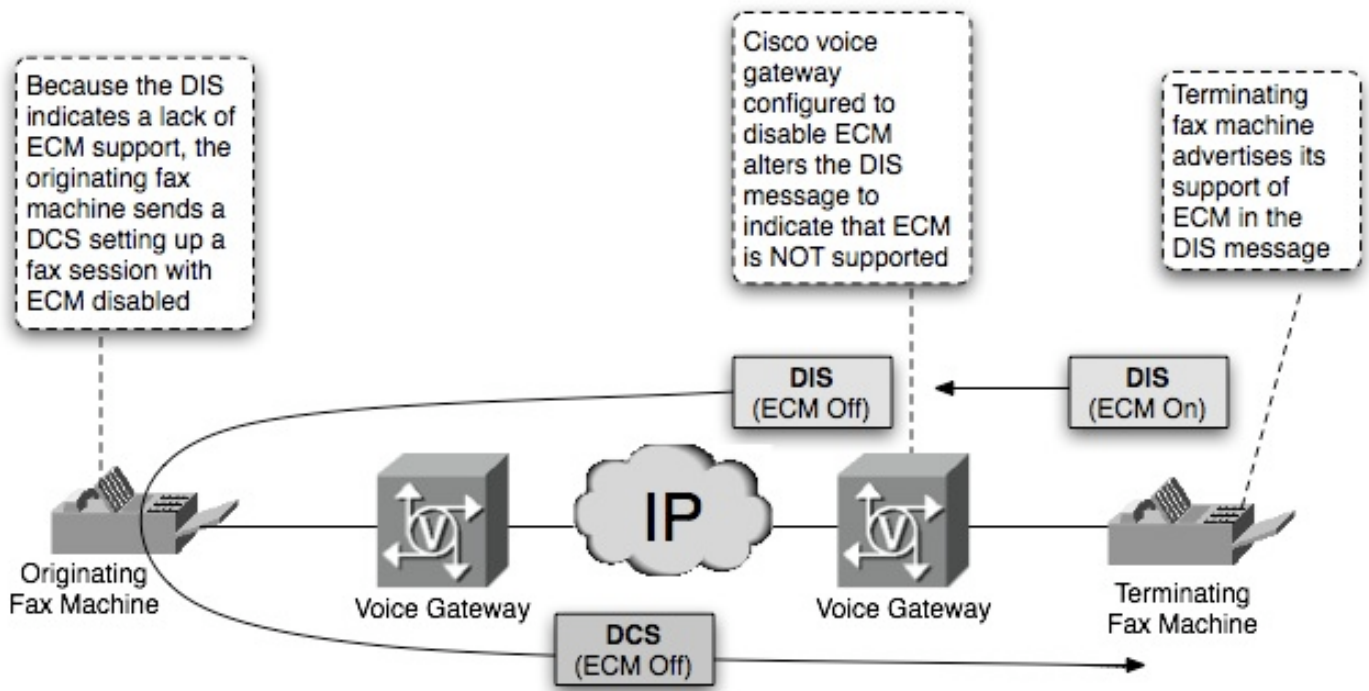 Because the DIS
indicates a lack of
ECM support, the
originating fax
machine sends a
DCS setting up a
fax session with
ECM disabled
Cisco voice
gateway
configured to
disable ECM
alters the DIS
message to
indicate that ECM
is NOT supported
Terminating
fax machine
advertises its
support of
ECM in the
DIS message
DIS
(ECM Off)
DIS
(ECM On)
V
IP
V
Originating
Fax Machine
Voice Gateway
Voice Gateway
Terminating
Fax Machine
DCS
(ECM Off)